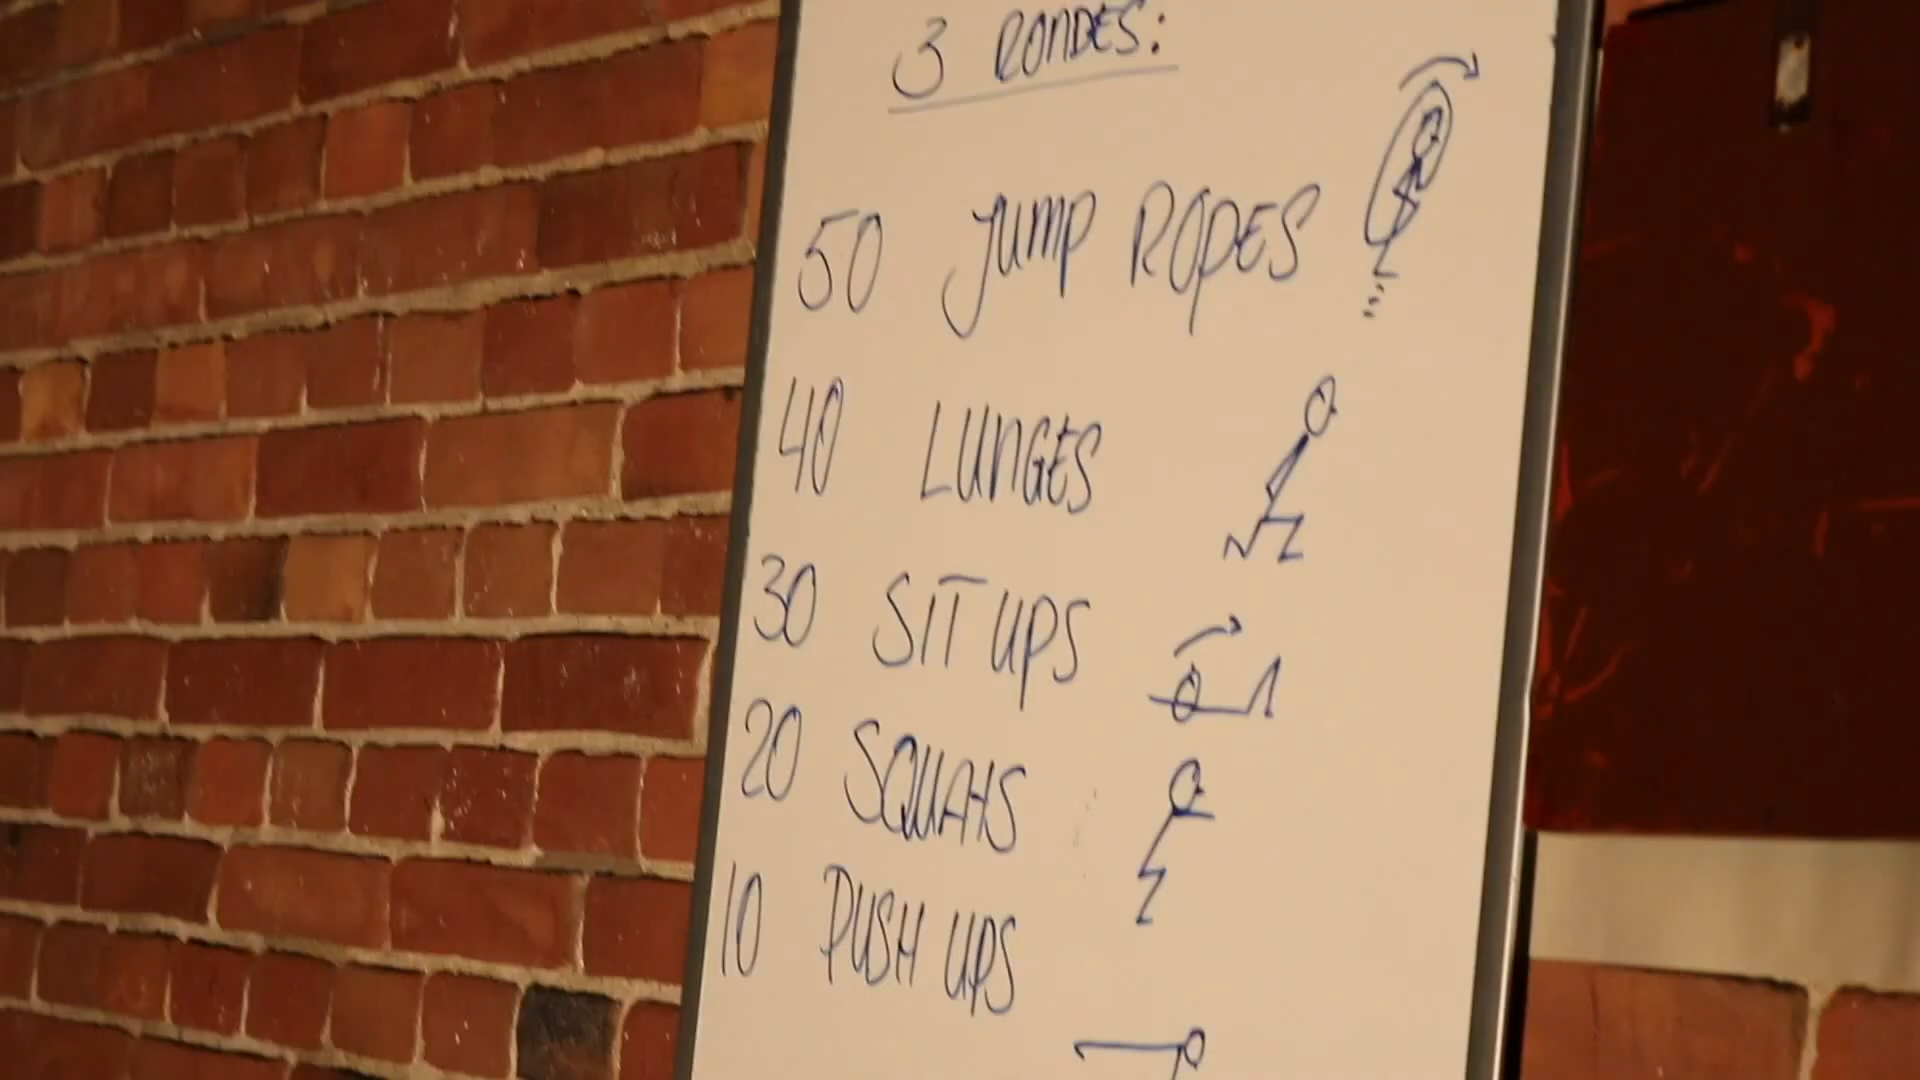 3 RONDES:
50 JUMP ROPES
40 LUNGES
30 SIT UPS
20 SQUATS
10 PUSH UPS